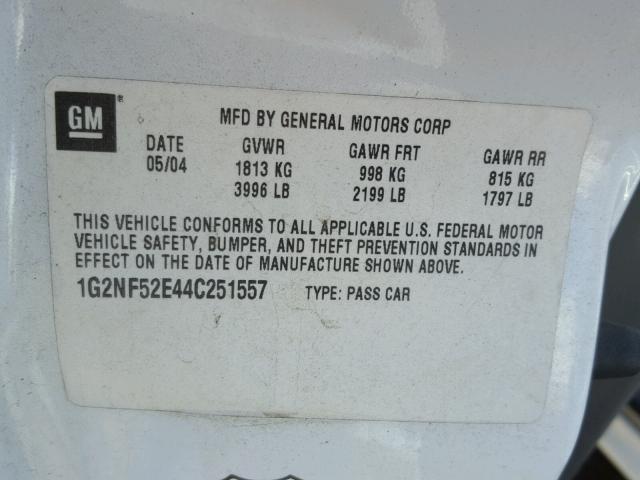 GM®
MFD BY GENERAL MOTORS CORP
DATE GVWR GAWR FRT GAWR RR
05/04 1813 KG 998 KG 815 KG
3996 LB 2199 LB 1797 LB
THIS VEHICLE CONFORMS TO ALL APPLICABLE U.S. FEDERAL MOTOR
VEHICLE SAFETY, BUMPER, AND THEFT PREVENTION STANDARDS IN
EFFECT ON THE DATE OF MANUFACTURE SHOWN ABOVE.
1G2NF52E44C251557 TYPE: PASS CAR